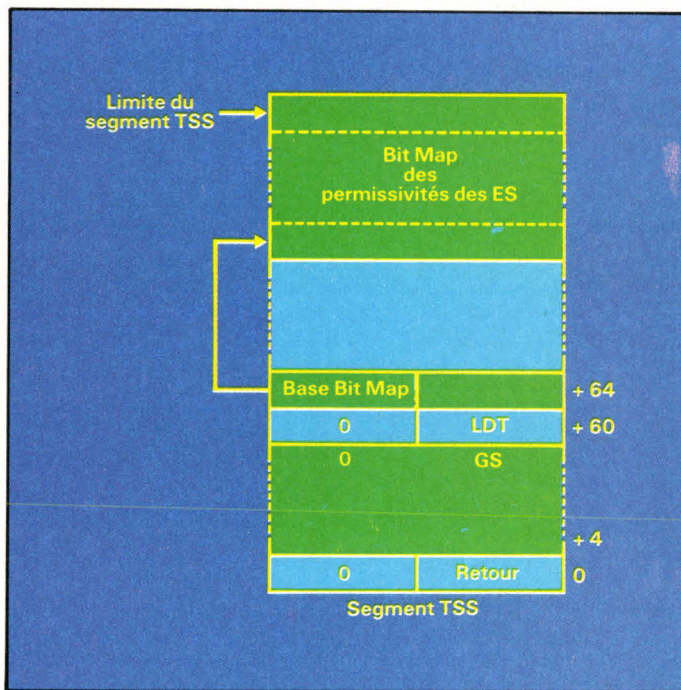 Limite du
segment TSS
Bit Map
des
permissivités des ES
Base Bit Map
+ 64
0
LDT
+ 60
0
GS
+ 4
0
Retour
0
Segment TSS